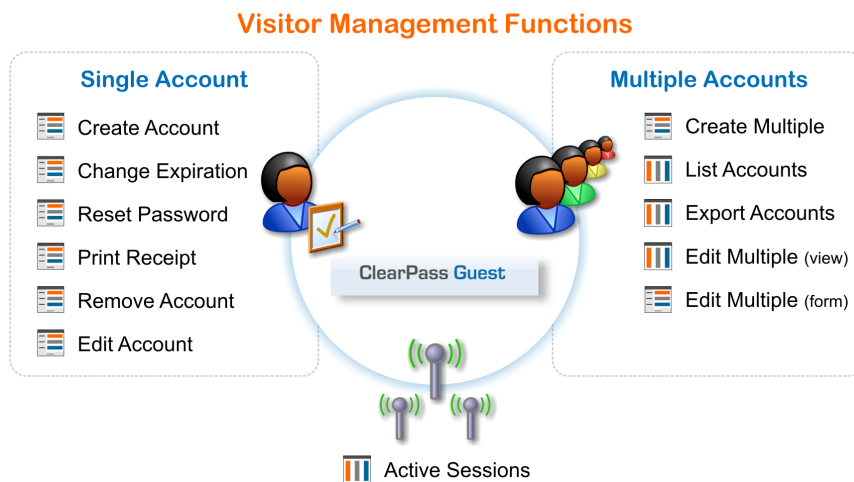 Visitor Management Functions
Single Account
Create Account
Change Expiration
Reset Password
Print Receipt
Remove Account
Edit Account
ClearPass Guest
Multiple Accounts
Create Multiple
List Accounts
Export Accounts
Edit Multiple (view)
Edit Multiple (form)
Active Sessions